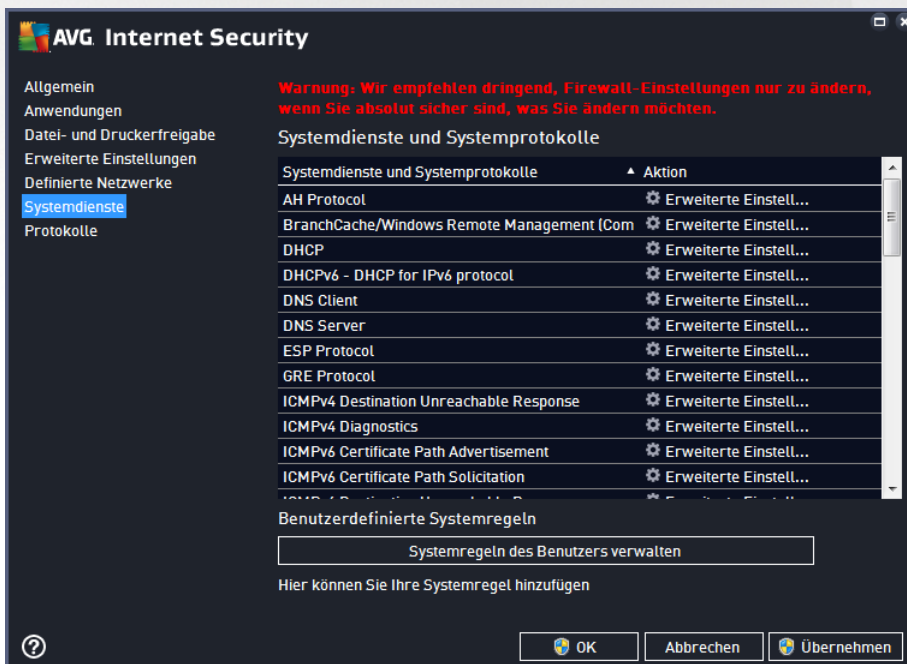 AVG Internet Security
Allgemein
Anwendungen
Datei- und Druckerfreigabe
Erweiterte Einstellungen
Definierte Netzwerke
Systemdienste
Protokolle
Warnung: Wir empfehlen dringend, Firewall-Einstellungen nur zu ändern,
wenn Sie absolut sicher sind, was Sie ändern möchten.
Systemdienste und Systemprotokolle
Systemdienste und Systemprotokolle Aktion
AH Protocol Erweiterte Einstell...
BranchCache/Windows Remote Management (Com Erweiterte Einstell...
DHCP Erweiterte Einstell...
DHCPv6 - DHCP for IPv6 protocol Erweiterte Einstell...
DNS Client Erweiterte Einstell...
DNS Server Erweiterte Einstell...
ESP Protocol Erweiterte Einstell...
GRE Protocol Erweiterte Einstell...
ICMPv4 Destination Unreachable Response Erweiterte Einstell...
ICMPv4 Diagnostics Erweiterte Einstell...
ICMPv6 Certificate Path Advertisement Erweiterte Einstell...
ICMPv6 Certificate Path Solicitation Erweiterte Einstell...
Benutzerdefinierte Systemregeln
Systemregeln des Benutzers verwalten
Hier können Sie Ihre Systemregel hinzufügen
OK Abbrechen Übernehmen